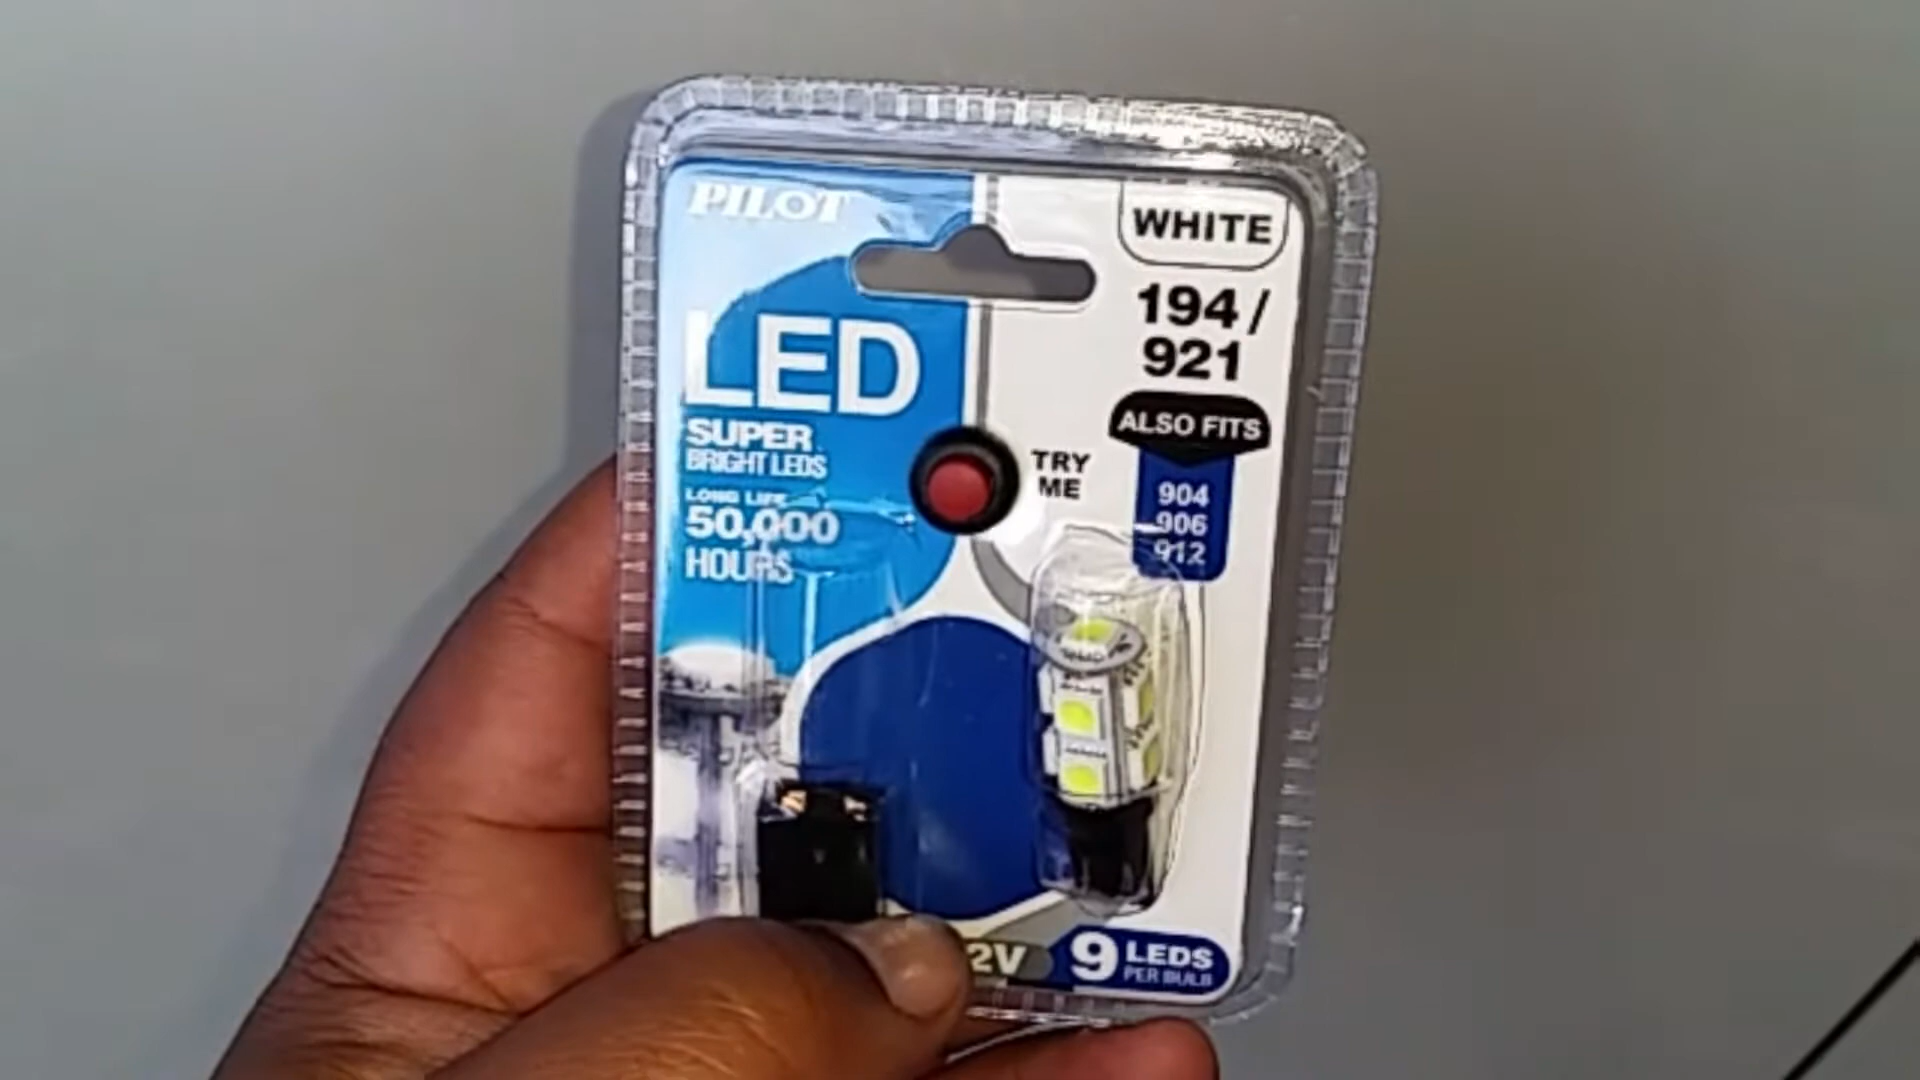 PILOT
WHITE
194/
921
LED
ALSO FITS
SUPER
BRIGHT LEDS
TRY
ME
LONG LIFE
50,000
HOURS
904
906
912
2V
9 LEDS
PER BULB